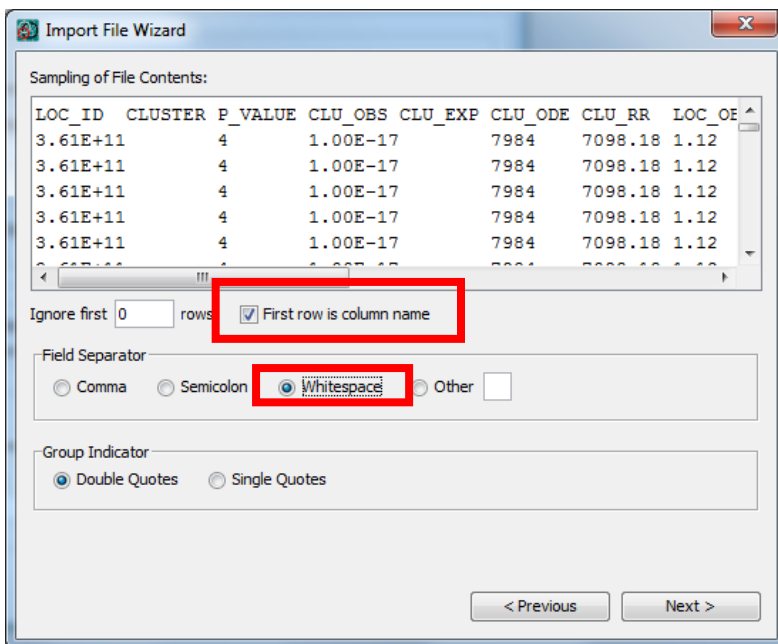 Import File Wizard
Sampling of File Contents:
LOC_ID CLUSTER P_VALUE CLU_OBS CLU_EXP CLU_ODE CLU_RR LOC_OB
3.61E+11 4 1.00E-17 7984 7098.18 1.12
3.61E+11 4 1.00E-17 7984 7098.18 1.12
3.61E+11 4 1.00E-17 7984 7098.18 1.12
3.61E+11 4 1.00E-17 7984 7098.18 1.12
3.61E+11 4 1.00E-17 7984 7098.18 1.12
Ignore first 0 rows First row is column name
Field Separator
Comma Semicolon Whitespace Other
Group Indicator
Double Quotes Single Quotes
< Previous Next >